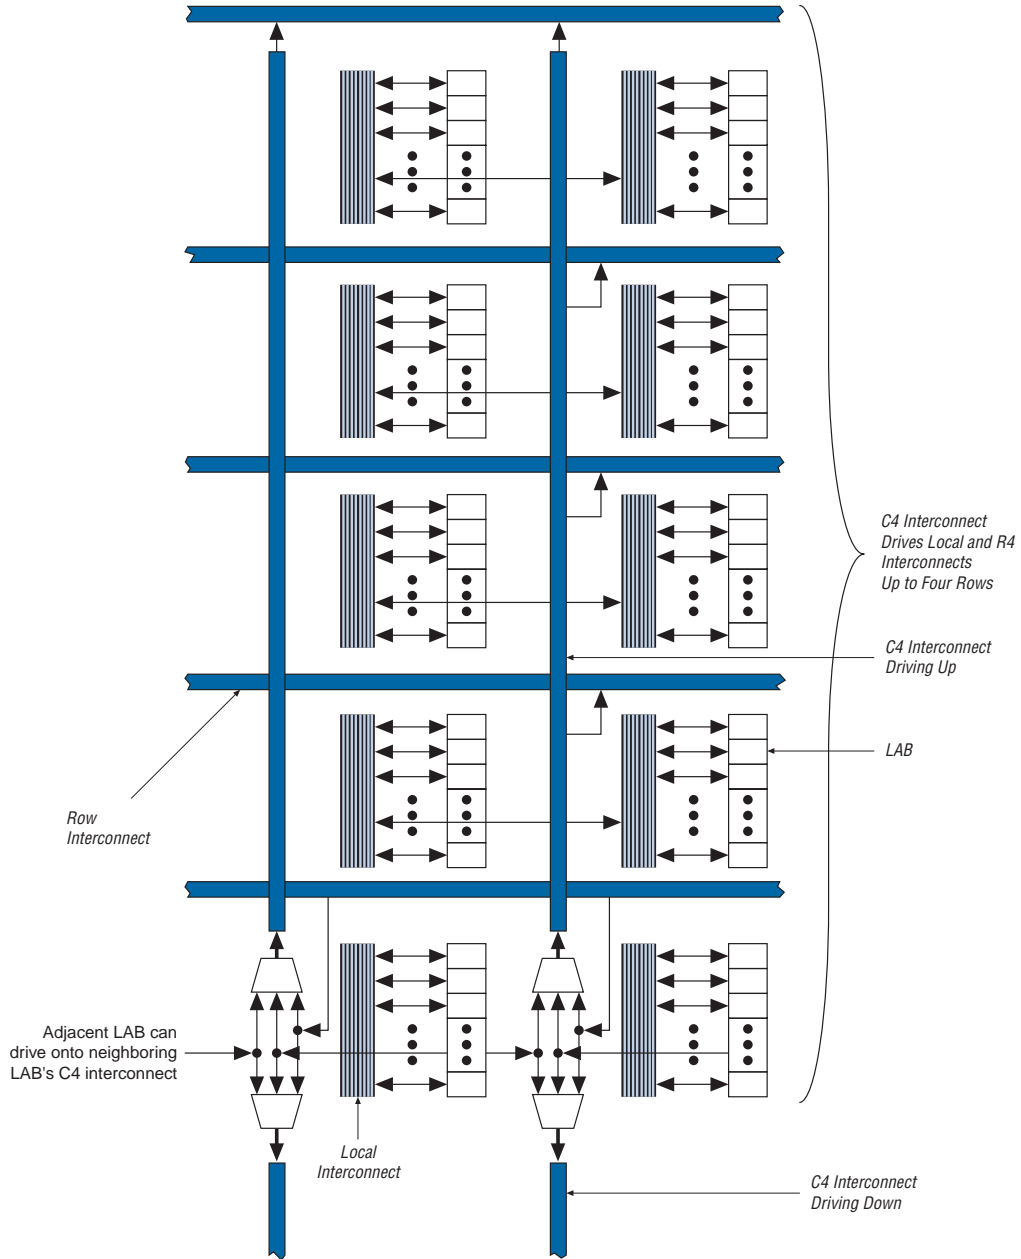 C4 Interconnect
Drives Local and R4
Interconnects
Up to Four Rows
C4 Interconnect
Driving Up
LAB
Row
Interconnect
Adjacent LAB can
drive onto neighboring
LAB's C4 interconnect
Local
Interconnect
C4 Interconnect
Driving Down